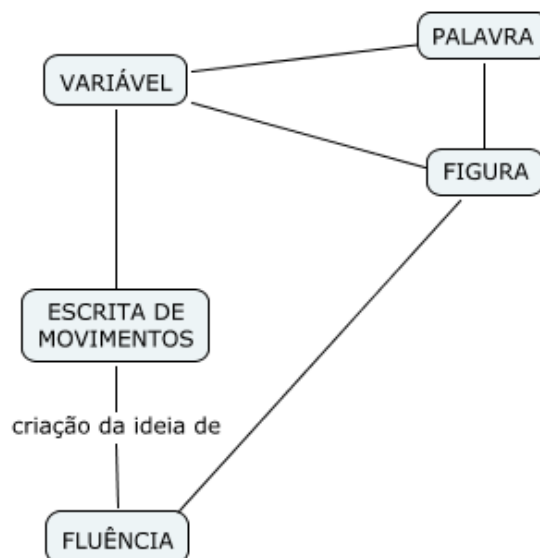 PALAVRA
VARIÁVEL
FIGURA
ESCRITA DE
MOVIMENTOS
criação da ideia de
FLUÊNCIA